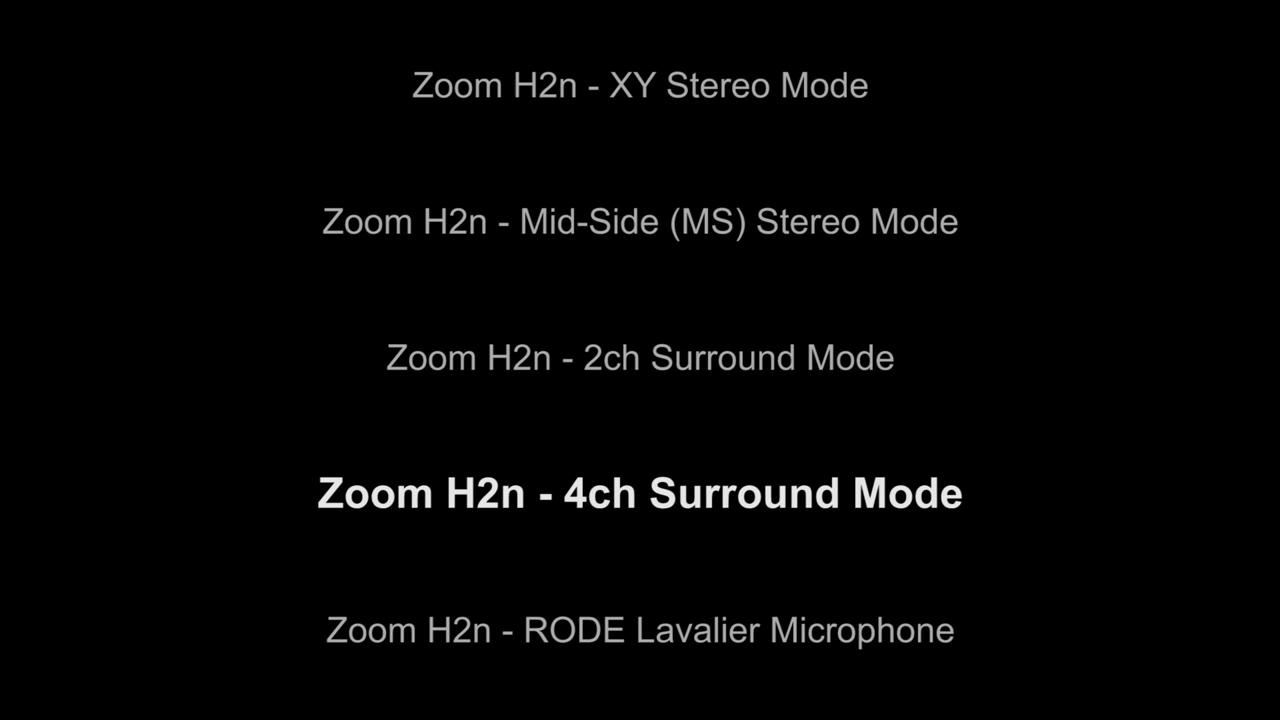 Zoom H2n - XY Stereo Mode
Zoom H2n - Mid-Side (MS) Stereo Mode
Zoom H2n - 2ch Surround Mode
Zoom H2n - 4ch Surround Mode
Zoom H2n - RODE Lavalier Microphone